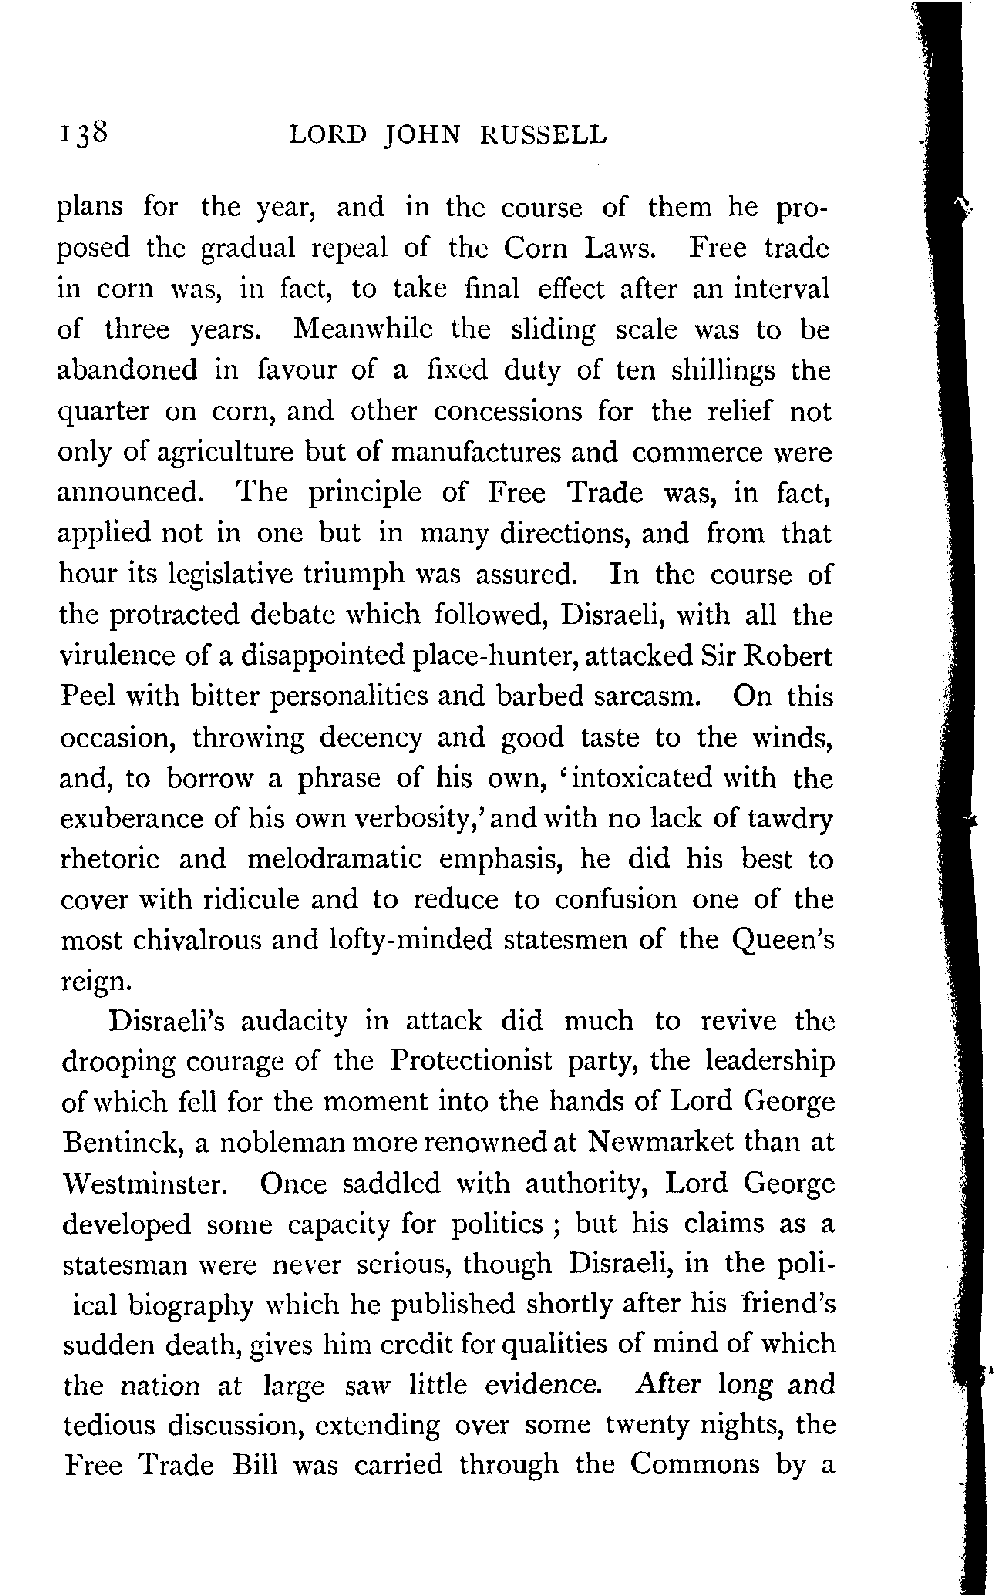 138 LORD JOHN RUSSELL
plans for the year, and in the course of them he pro-
posed the gradual repeal of the Corn Laws. Free trade
in corn was, in fact, to take final effect after an interval
of three years. Meanwhile the sliding scale was to be
abandoned in favour of a fixed duty of ten shillings the
quarter on corn, and other concessions for the relief not
only of agriculture but of manufactures and commerce were
announced. The principle of Free Trade was, in fact,
applied not in one but in many directions, and from that
hour its legislative triumph was assured. In the course of
the protracted debate which followed, Disraeli, with all the
virulence of a disappointed place-hunter, attacked Sir Robert
Peel with bitter personalities and barbed sarcasm. On this
occasion, throwing decency and good taste to the winds,
and, to borrow a phrase of his own, ‘intoxicated with the
exuberance of his own verbosity,’ and with no lack of tawdry
rhetoric and melodramatic emphasis, he did his best to
cover with ridicule and to reduce to confusion one of the
most chivalrous and lofty-minded statesmen of the Queen’s
reign.
Disraeli’s audacity in attack did much to revive the
drooping courage of the Protectionist party, the leadership
of which fell for the moment into the hands of Lord George
Bentinck, a nobleman more renowned at Newmarket than at
Westminster. Once saddled with authority, Lord George
developed some capacity for politics ; but his claims as a
statesman were never serious, though Disraeli, in the poli-
ical biography which he published shortly after his friend’s
sudden death, gives him credit for qualities of mind of which
the nation at large saw little evidence. After long and
tedious discussion, extending over some twenty nights, the
Free Trade Bill was carried through the Commons by a